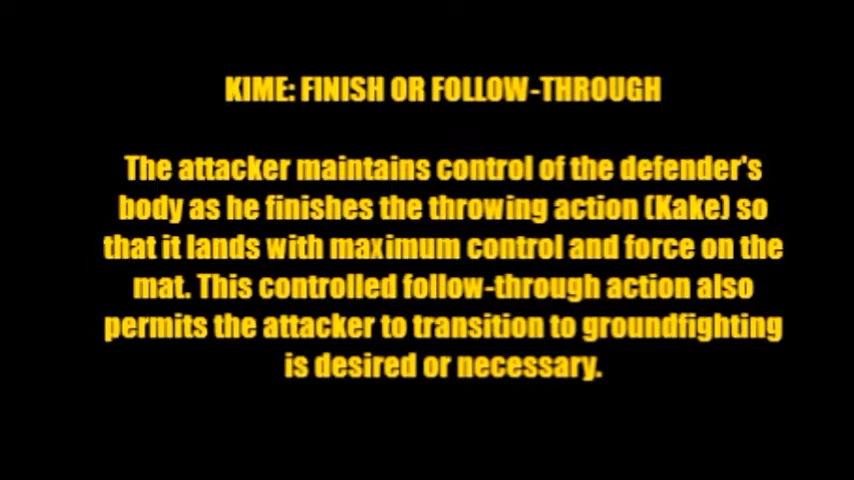 KIME: FINISH OR FOLLOW-THROUGH
The attacker maintains control of the defender's
body as he finishes the throwing action (Kake) so
that it lands with maximum control and force on the
mat. This controlled follow-through action also
permits the attacker to transition to groundfighting
is desired or necessary.